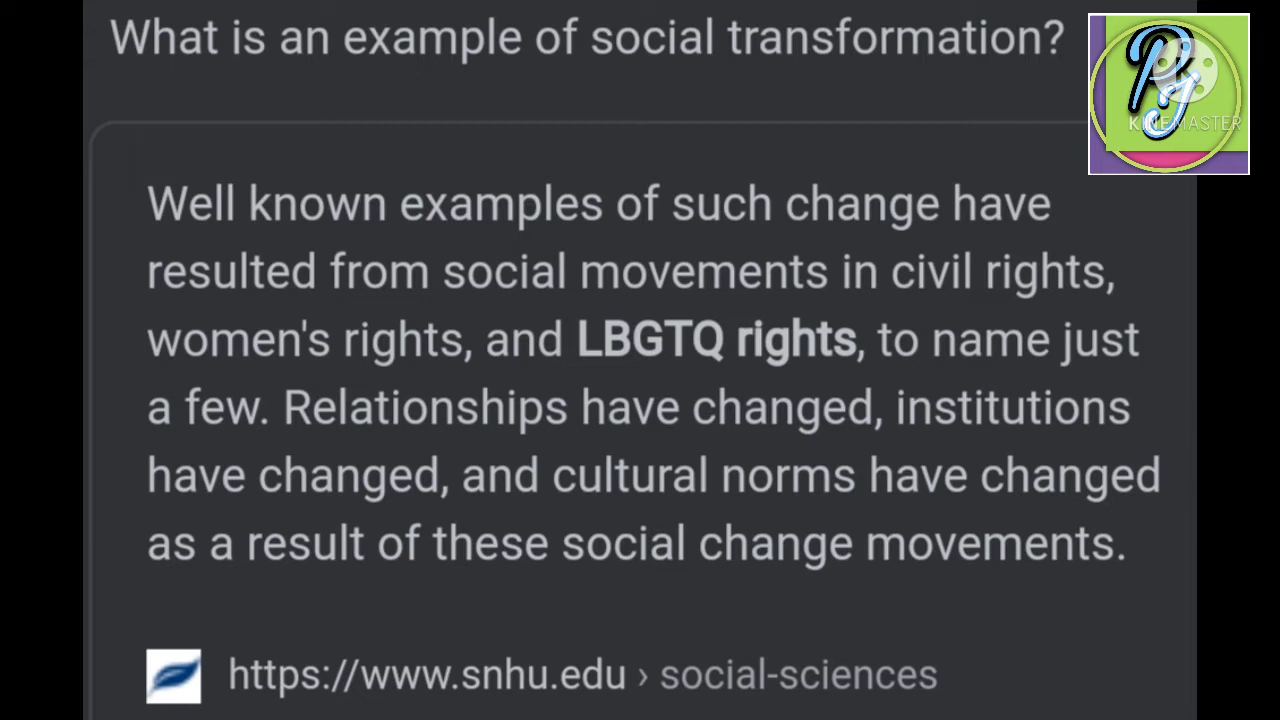 What is an example of social transformation?
KINEMASTER
Well known examples of such change have
resulted from social movements in civil rights,
women's rights, and LBGTQ rights, to name just
a few. Relationships have changed, institutions
have changed, and cultural norms have changed
as a result of these social change movements.
https://www.snhu.edu › social-sciences